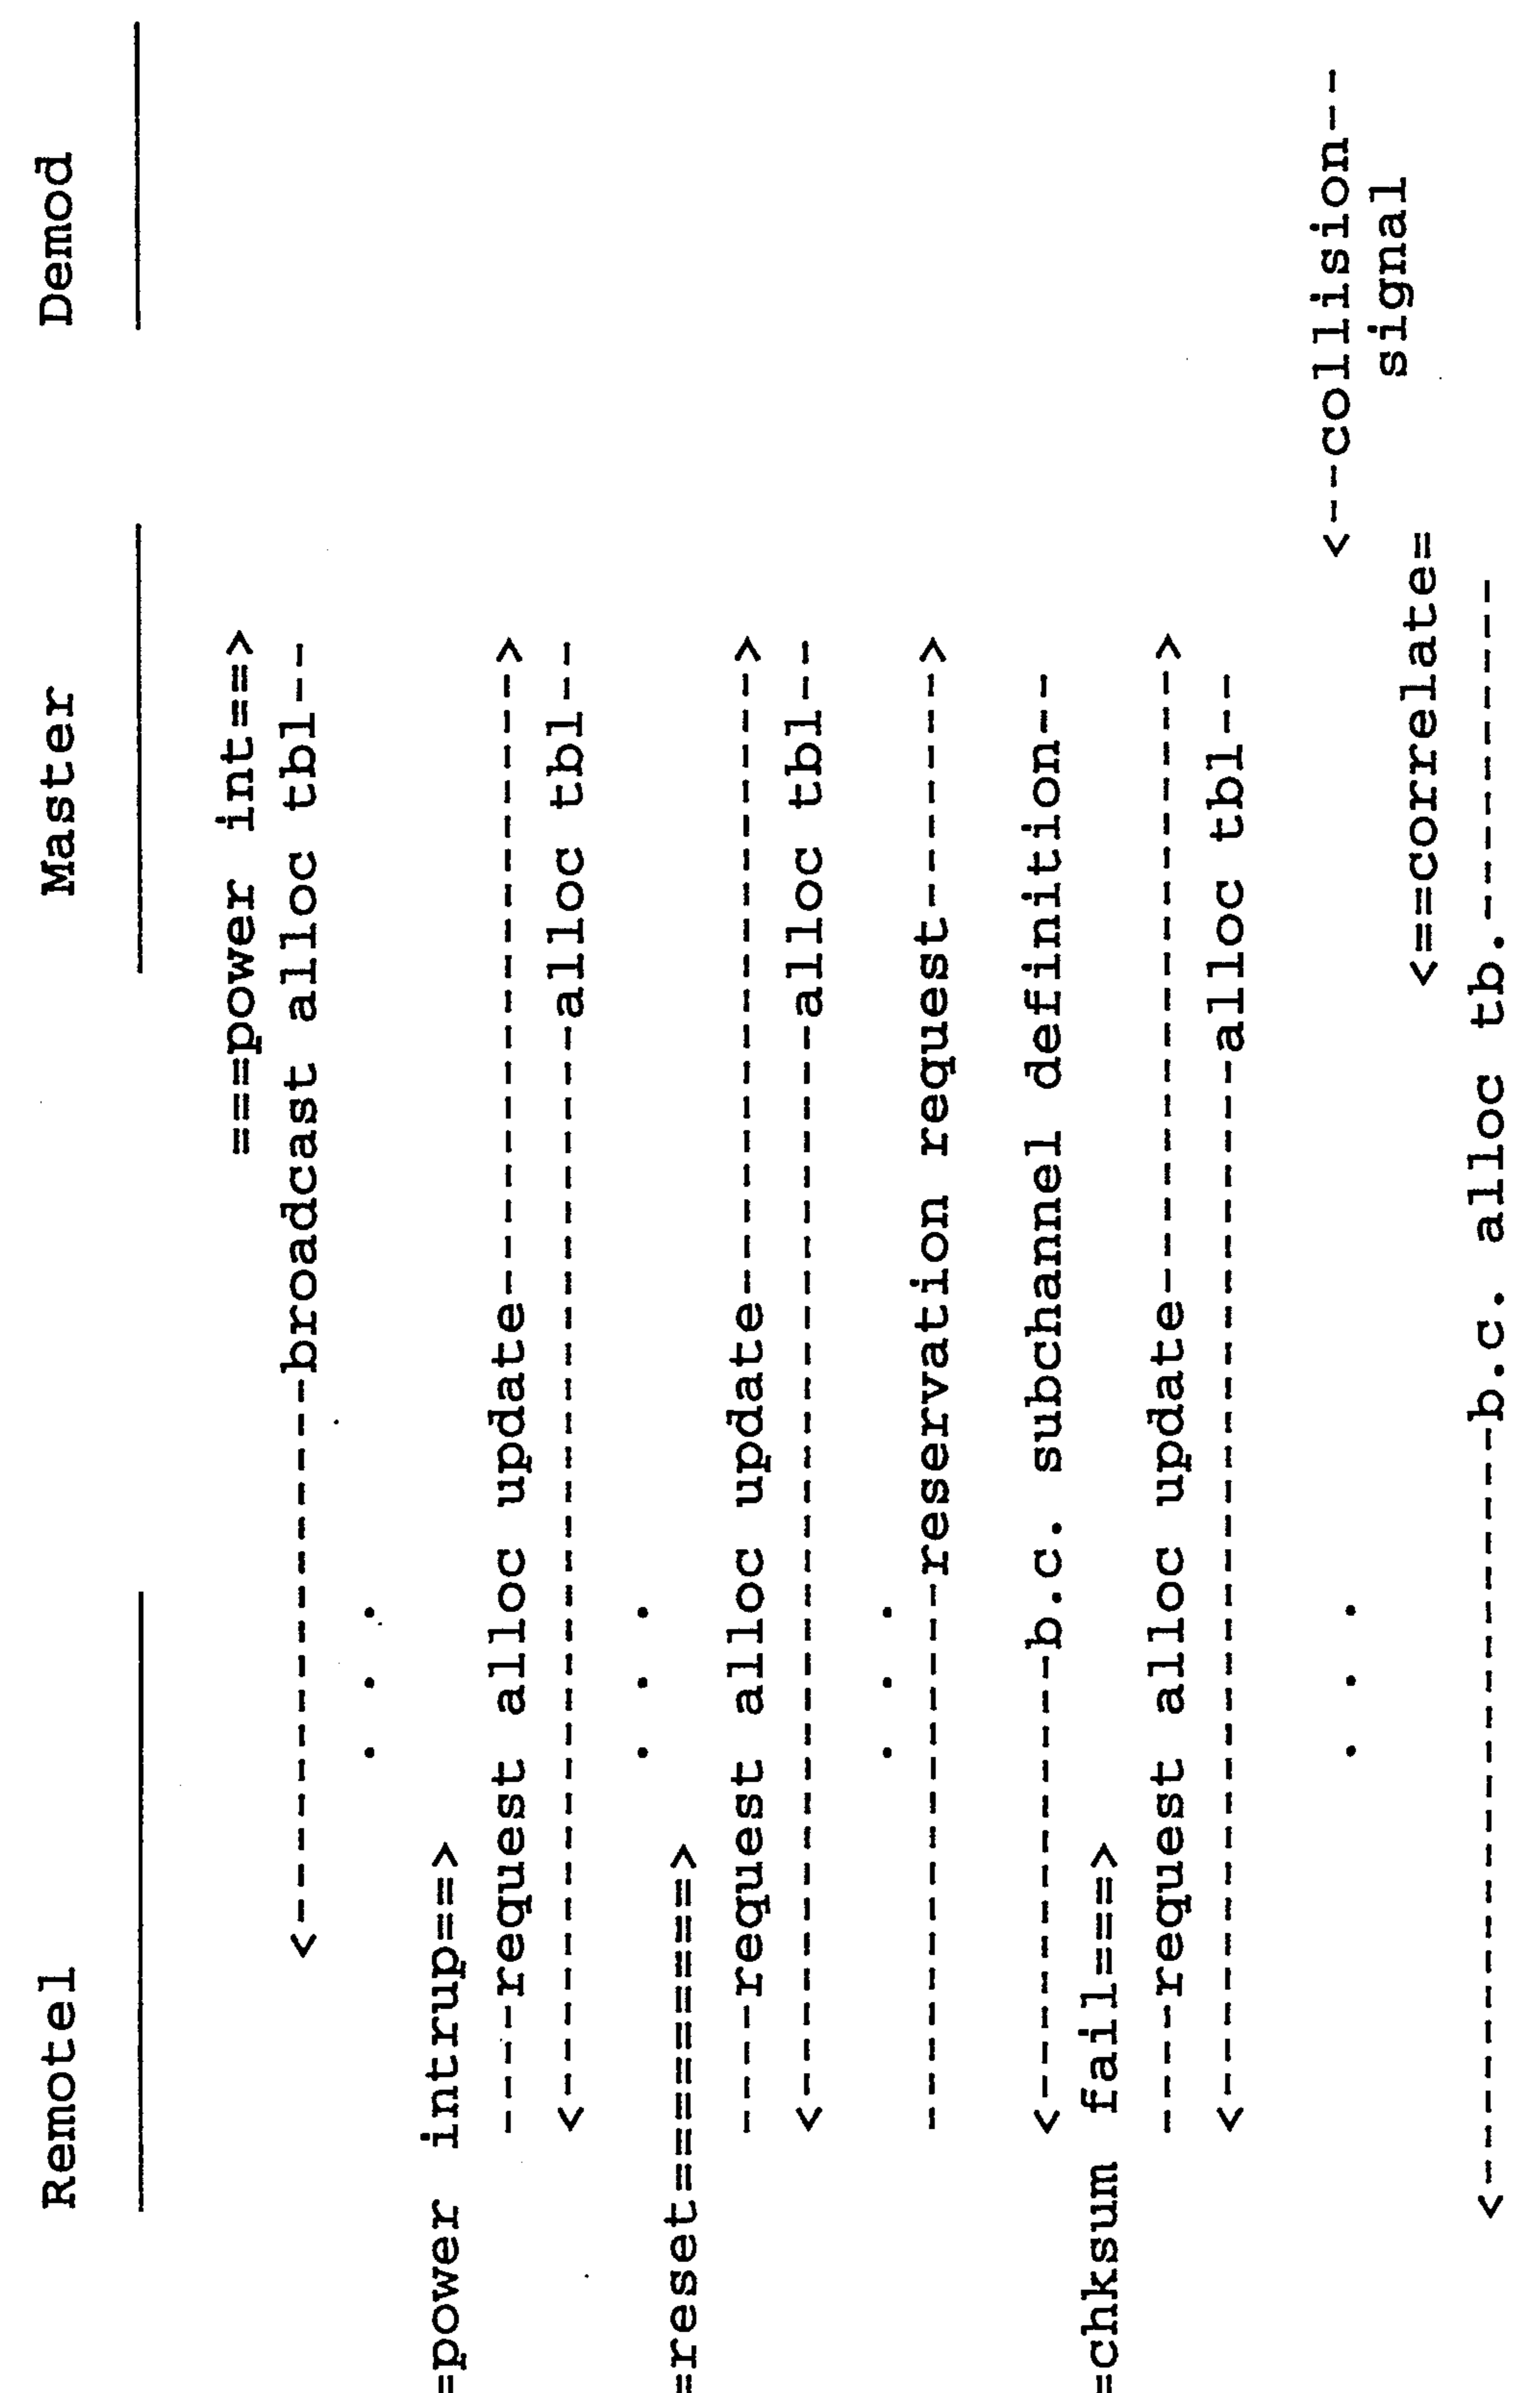 Remote1 Master Demod
===power int==>
<----------------broadcast alloc tbl--
. . .
=power intrup==>
----request alloc update------------------->
<-------------------------------alloc tbl--
. . .
=reset==========>
----request alloc update------------------->
<-------------------------------alloc tbl--
. . .
----------------reservation request------->
<-------------b.c. subchannel definition--
=chksum fail===>
----request alloc update------------------->
<------------------------------alloc tbl--
. . .
<--collision--
signal
<==correlate=
<-----------------------b.c. alloc tb.----------